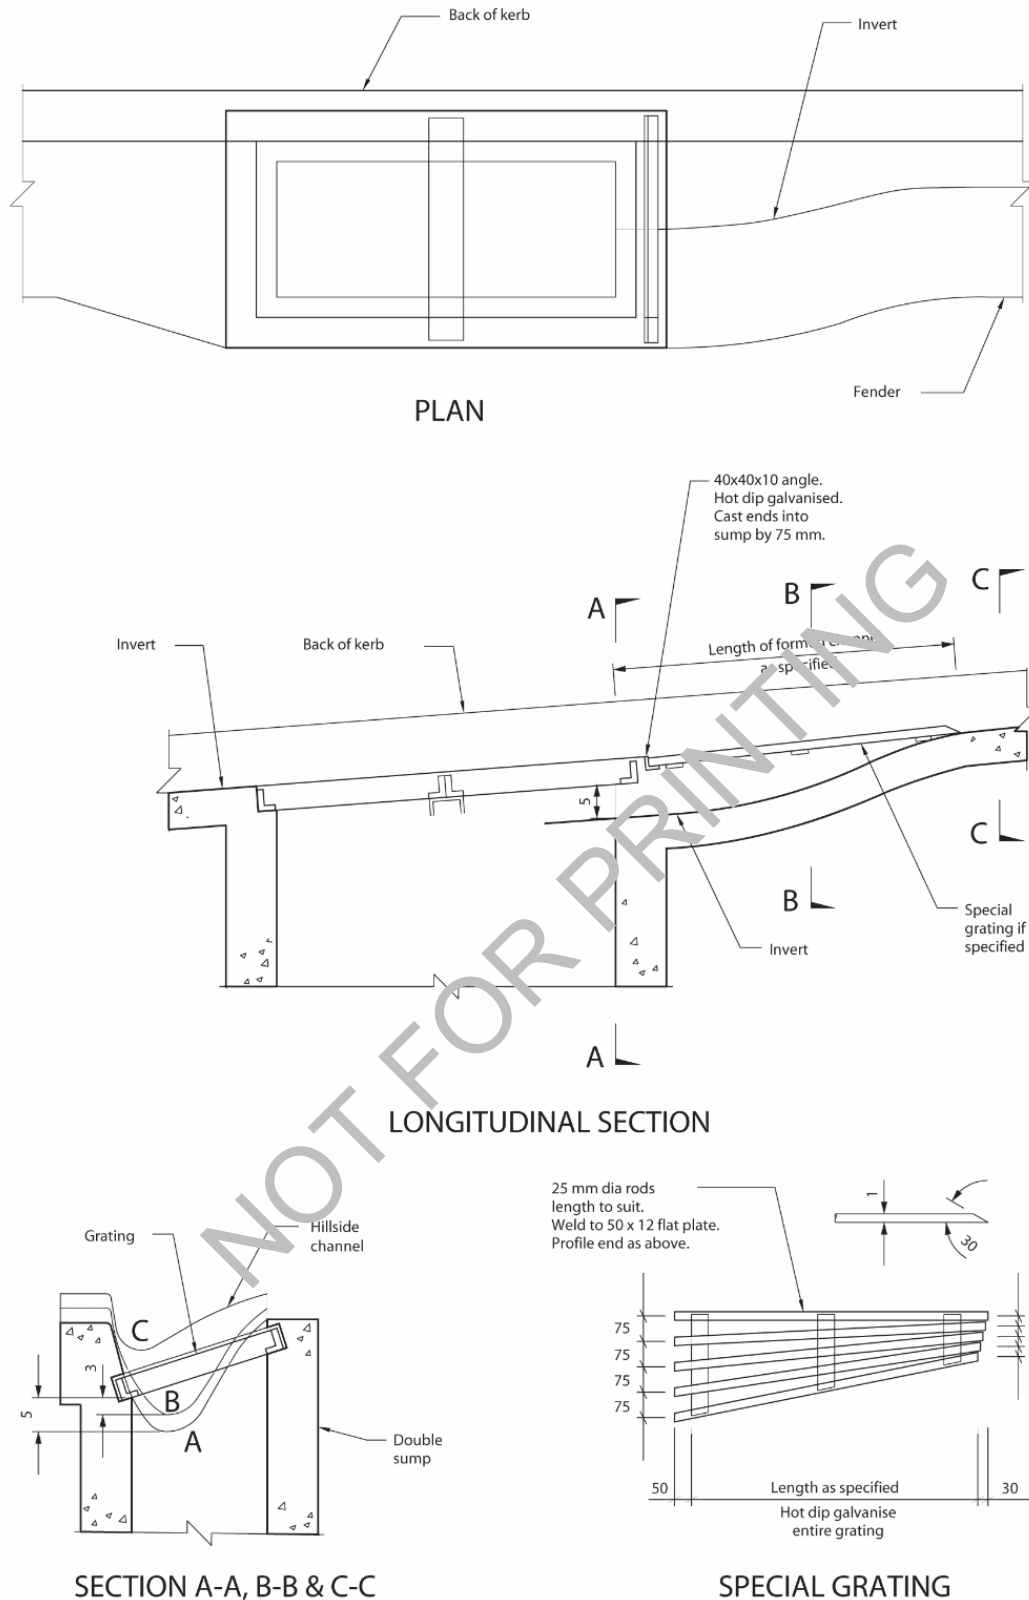 Back of kerb
Invert
Fender
PLAN
40x40x10 angle.
Hot dip galvanised.
Cast ends into
sump by 75 mm.
A
B
C
Invert
Back of kerb
Length of formed channel
as specified
5
C
B
Invert
Special
grating if
specified
A
LONGITUDINAL SECTION
NOT FOR PRINTING
Grating
Hillside
channel
C
3
B
5
A
Double
sump
SECTION A-A, B-B & C-C
25 mm dia rods
length to suit.
Weld to 50 x 12 flat plate.
Profile end as above.
1
30
75
75
75
75
50
Length as specified
30
Hot dip galvanise
entire grating
SPECIAL GRATING